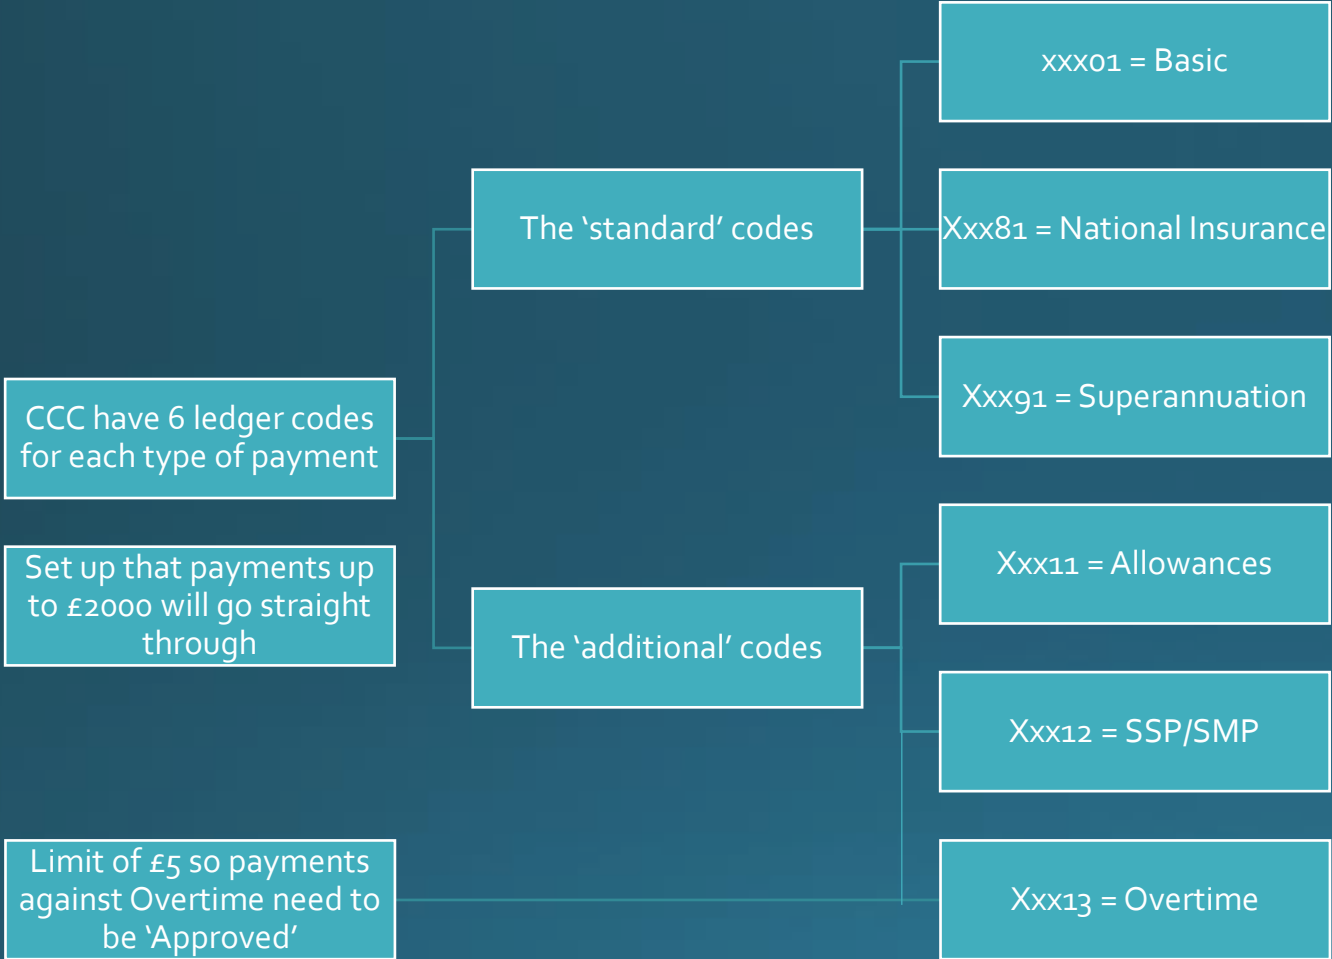 xxx01 = Basic
The ‘standard’ codes
Xxx81 = National Insurance
Xxx91 = Superannuation
CCC have 6 ledger codes
for each type of payment
Set up that payments up
to £2000 will go straight
through
The ‘additional’ codes
Xxx11 = Allowances
Xxx12 = SSP/SMP
Limit of £5 so payments
against Overtime need to
be ‘Approved’
Xxx13 = Overtime